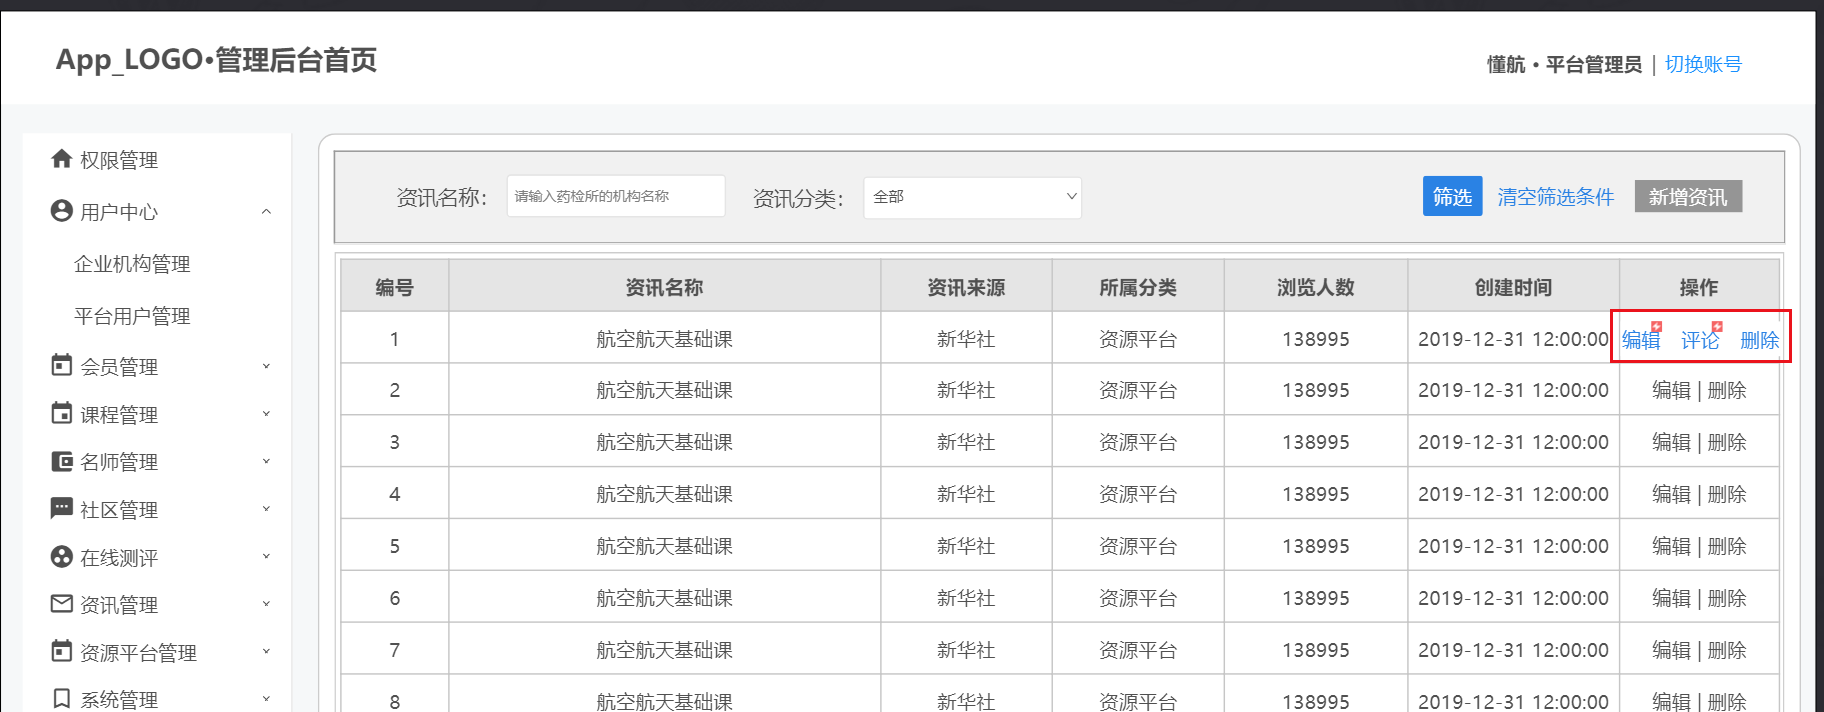 App_LOGO•管理后台首页
懂航 • 平台管理员 | 切换账号
权限管理
用户中心
企业机构管理
平台用户管理
会员管理
课程管理
名师管理
社区管理
在线测评
资讯管理
资源平台管理
系统管理
资讯名称： 请输入药检所的机构名称 资讯分类： 全部 筛选 清空筛选条件 新增资讯
编号 资讯名称 资讯来源 所属分类 浏览人数 创建时间 操作
1 航空航天基础课 新华社 资源平台 138995 2019-12-31 12:00:00 编辑 评论 删除
2 航空航天基础课 新华社 资源平台 138995 2019-12-31 12:00:00 编辑 | 删除
3 航空航天基础课 新华社 资源平台 138995 2019-12-31 12:00:00 编辑 | 删除
4 航空航天基础课 新华社 资源平台 138995 2019-12-31 12:00:00 编辑 | 删除
5 航空航天基础课 新华社 资源平台 138995 2019-12-31 12:00:00 编辑 | 删除
6 航空航天基础课 新华社 资源平台 138995 2019-12-31 12:00:00 编辑 | 删除
7 航空航天基础课 新华社 资源平台 138995 2019-12-31 12:00:00 编辑 | 删除
8 航空航天基础课 新华社 资源平台 138995 2019-12-31 12:00:00 编辑 | 删除